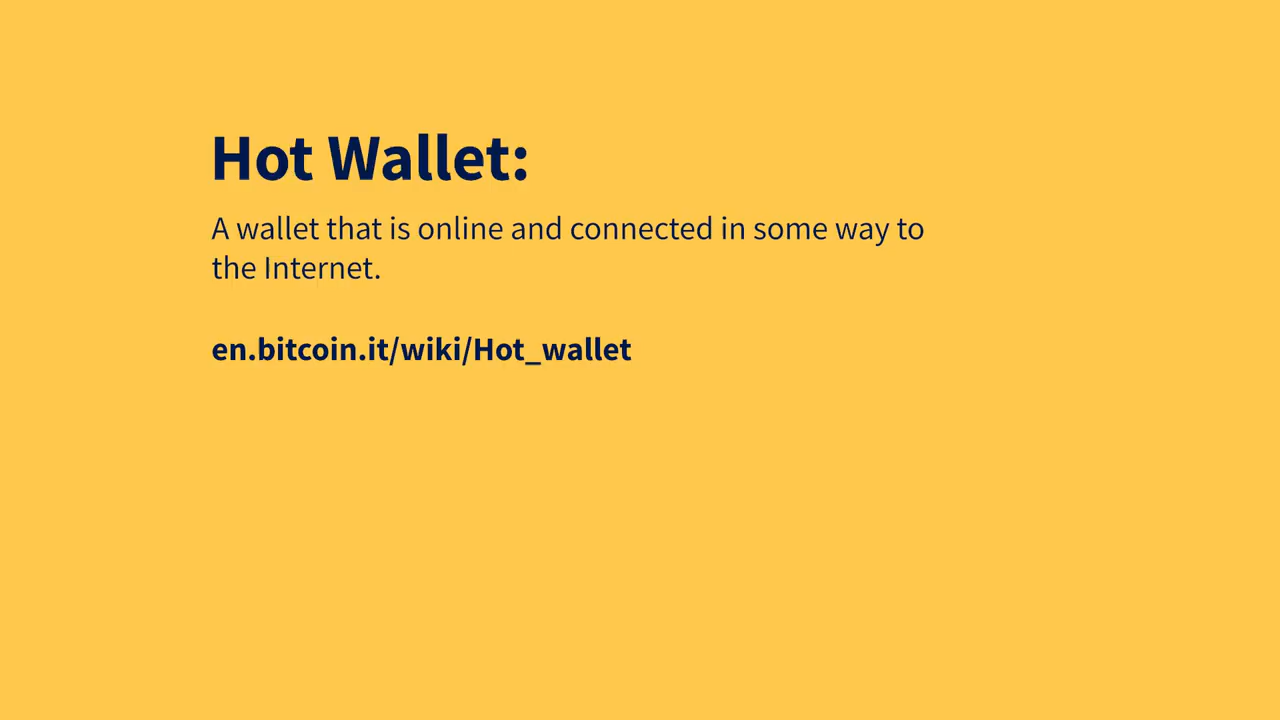 Hot Wallet:
A wallet that is online and connected in some way to
the Internet.
en.bitcoin.it/wiki/Hot_wallet